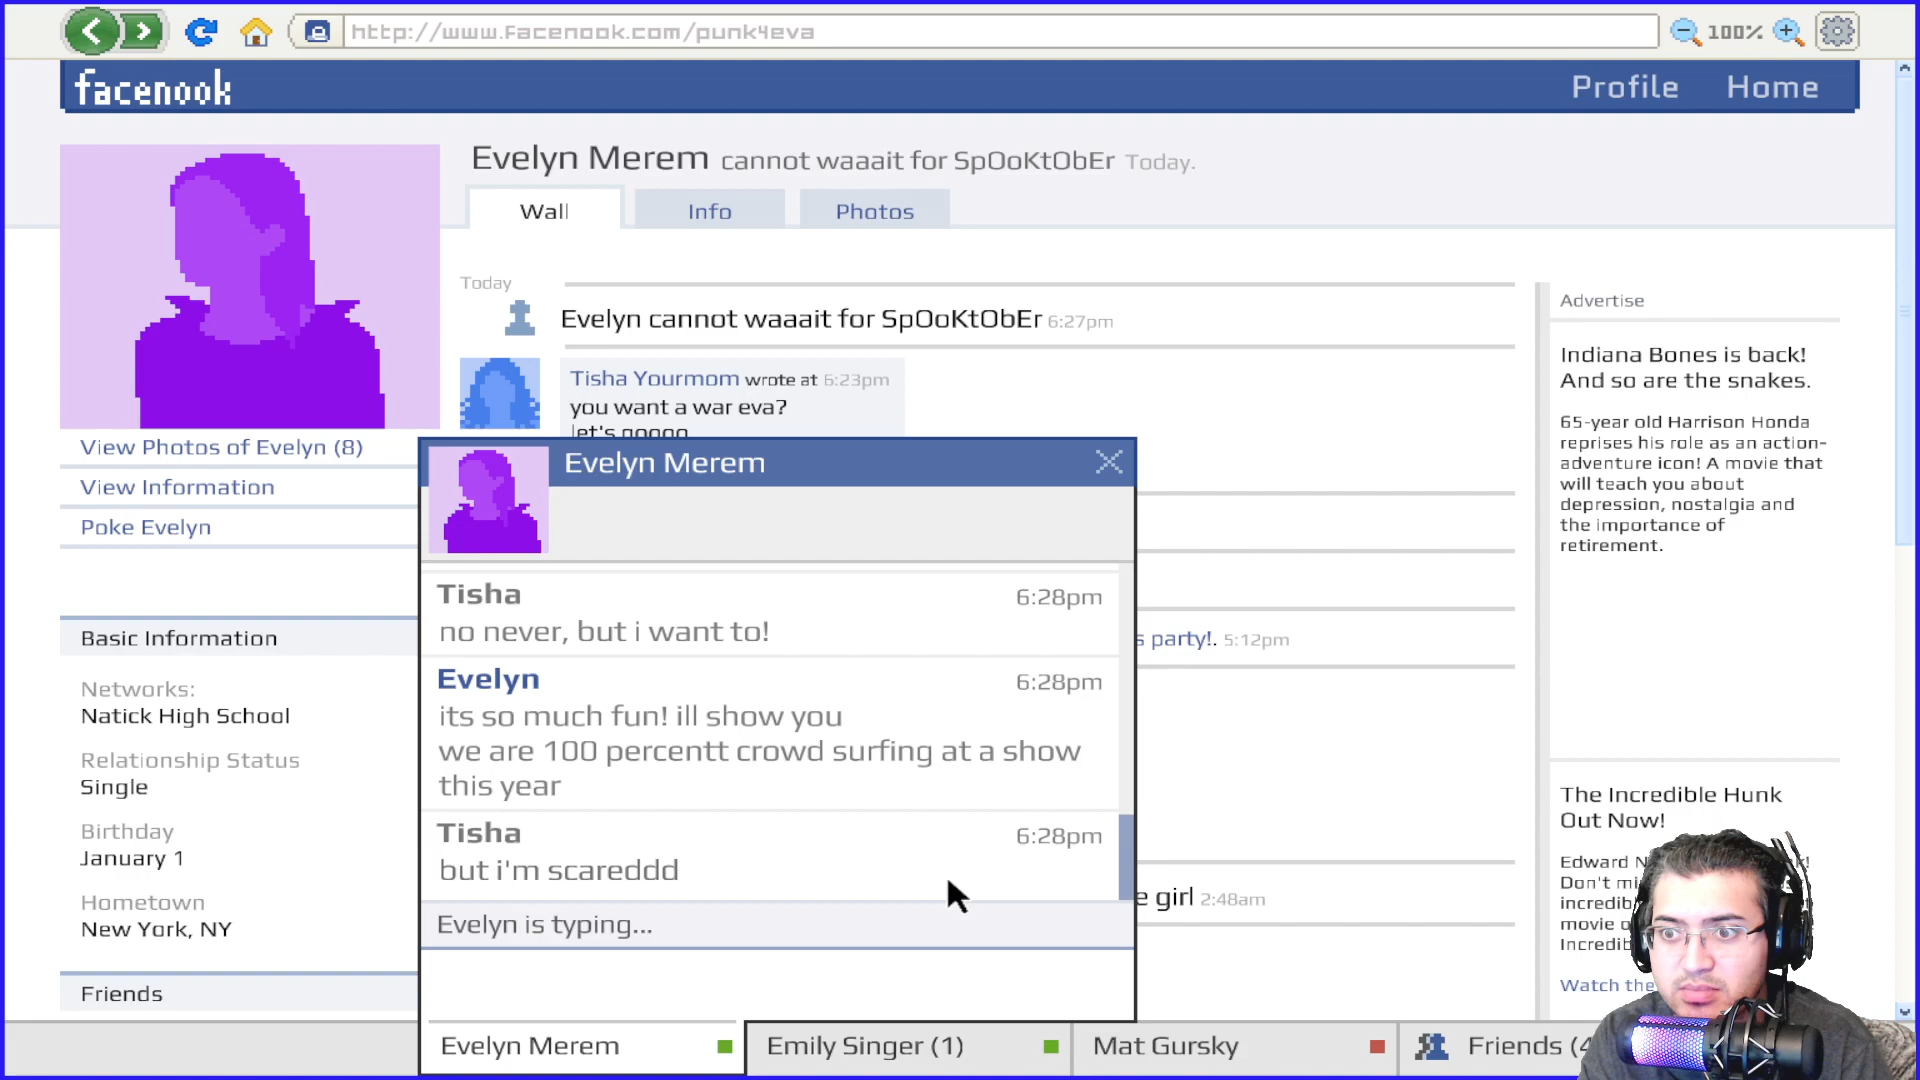 http://www.facenook.com/punk4eva
100%
facenook
Profile Home
Evelyn Merem cannot waaait for SpOoKtObEr Today.
Wall
Info
Photos
Today
Evelyn cannot waaait for SpOoKtObEr 6:27pm
Tisha Yourmom wrote at 6:23pm
you want a war eva?
let's goooo
s party!. 5:12pm
e girl 2:48am
View Photos of Evelyn (8)
View Information
Poke Evelyn
Basic Information
Networks:
Natick High School
Relationship Status
Single
Birthday
January 1
Hometown
New York, NY
Friends
Evelyn Merem
Tisha 6:28pm
no never, but i want to!
Evelyn 6:28pm
its so much fun! ill show you
we are 100 percentt crowd surfing at a show
this year
Tisha 6:28pm
but i'm scareddd
Evelyn is typing...
Advertise
Indiana Bones is back!
And so are the snakes.
65-year old Harrison Honda
reprises his role as an action-
adventure icon! A movie that
will teach you about
depression, nostalgia and
the importance of
retirement.
The Incredible Hunk
Out Now!
Edward
Don't
movie
Watch the
Evelyn Merem
Emily Singer (1)
Mat Gursky
Friends (4